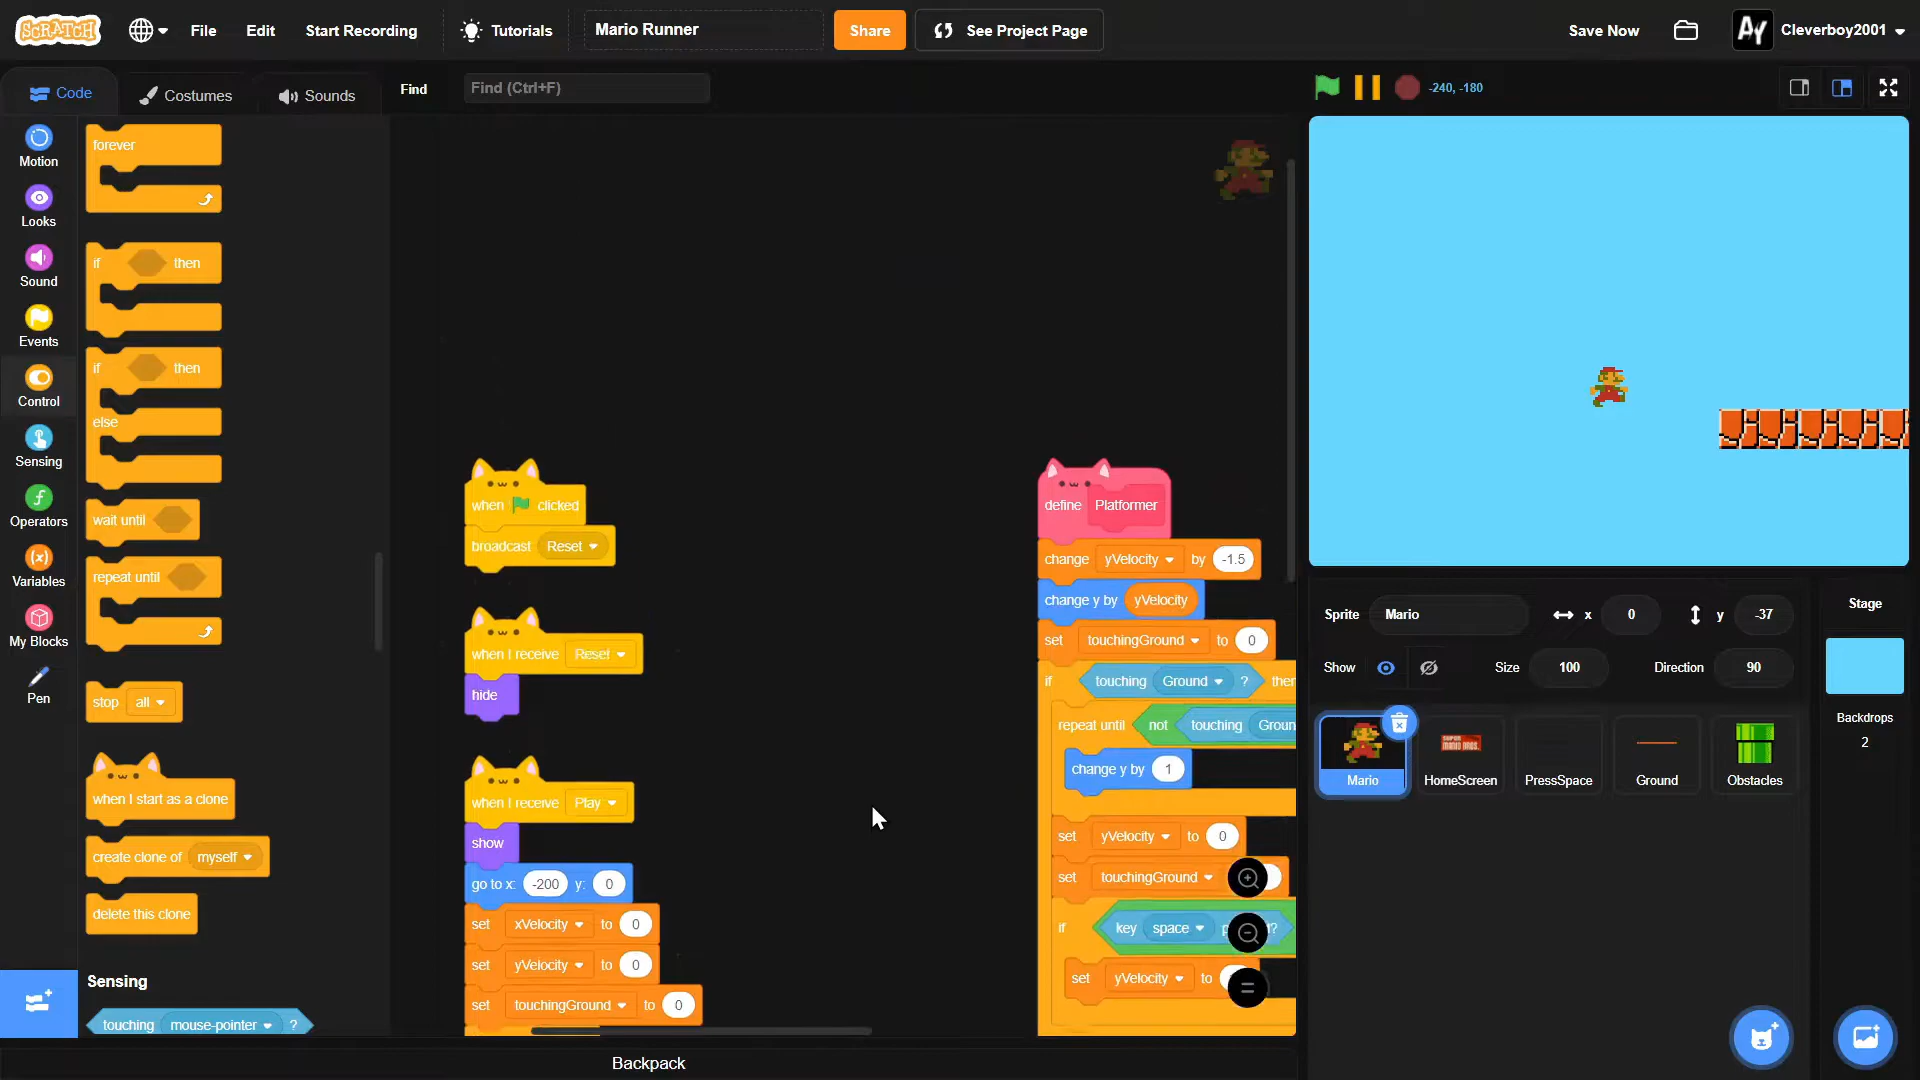 SCRATCH
File
Edit
Start Recording
Tutorials
Mario Runner
Share
See Project Page
Save Now
Ay
Cleverboy2001
Code
Costumes
Sounds
Find
Find (Ctrl+F)
-240, -180
Motion
Looks
Sound
Events
Control
Sensing
Operators
Variables
My Blocks
Pen
forever
if then
if then
else
wait until
repeat until
stop all
when I start as a clone
create clone of myself
delete this clone
Sensing
touching mouse-pointer ?
when clicked
broadcast Reset
when I receive Reset
hide
when I receive Play
show
go to x: -200 y: 0
set xVelocity to 0
set yVelocity to 0
set touchingGround to 0
define Platformer
change yVelocity by -1.5
change y by yVelocity
set touchingGround to 0
if touching Ground ? then
repeat until not touching Groun
change y by 1
set yVelocity to 0
set touchingGround
if key space p ?
set yVelocity to
Backpack
Sprite Mario x 0 y -37
Show Size 100 Direction 90
Mario
HomeScreen
SUPER
MARIO BROS.
PressSpace
Ground
Obstacles
Stage
Backdrops
2